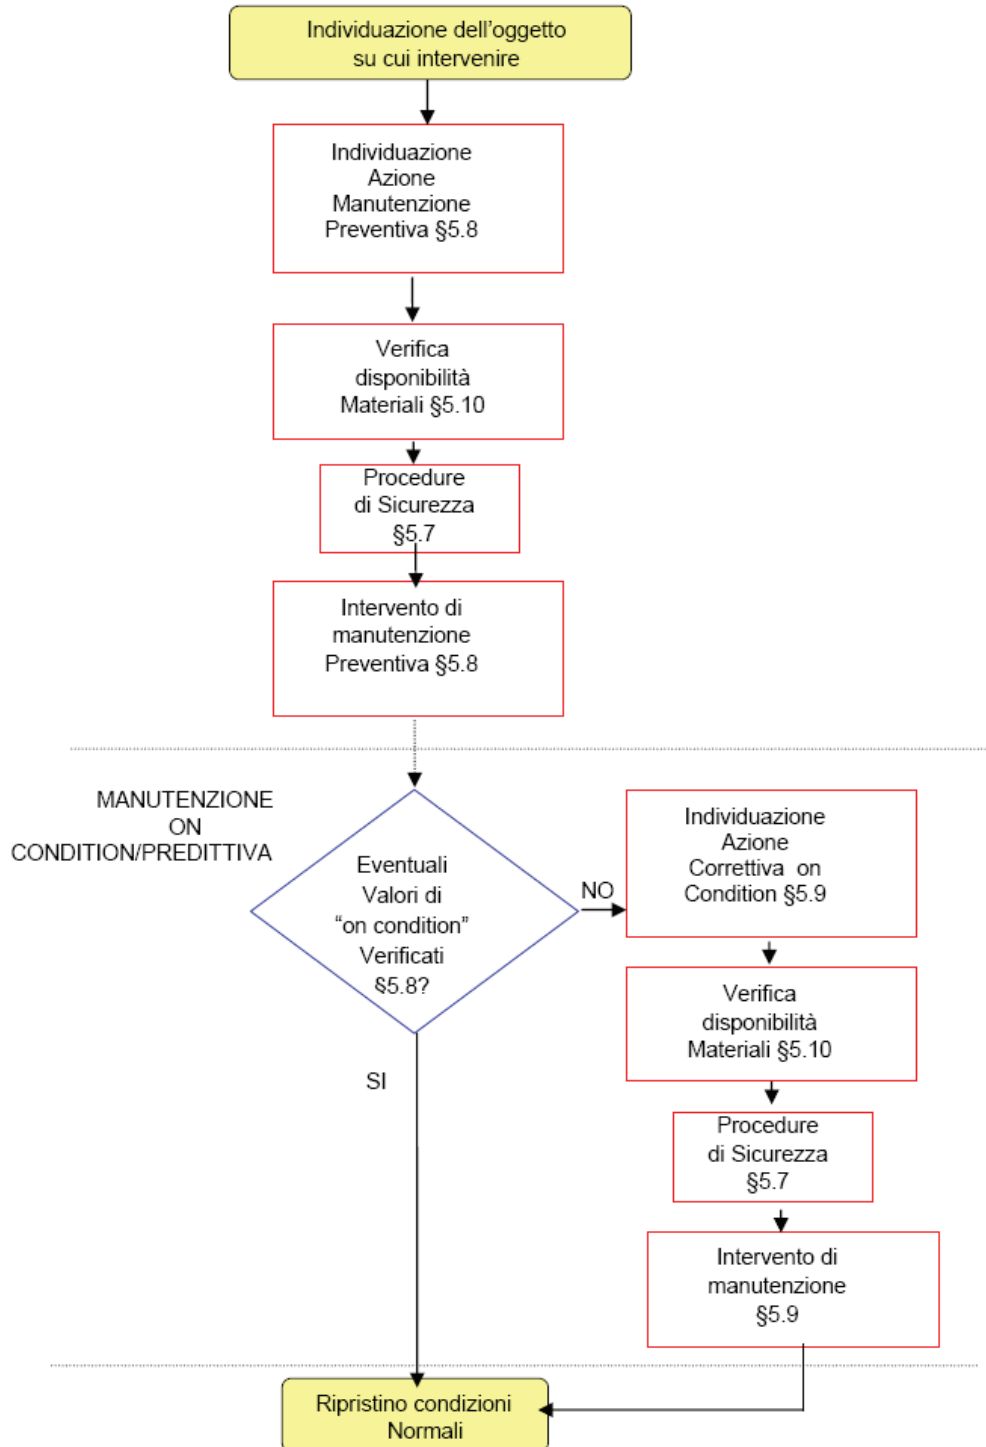 Individuazione dell’oggetto
su cui intervenire
Individuazione
Azione
Manutenzione
Preventiva §5.8
Verifica
disponibilità
Materiali §5.10
Procedure
di Sicurezza
§5.7
Intervento di
manutenzione
Preventiva §5.8
MANUTENZIONE
ON
CONDITION/PREDITTIVA
Eventuali
Valori di
“on condition”
Verificati
§5.8?
NO
SI
Individuazione
Azione
Correttiva on
Condition §5.9
Verifica
disponibilità
Materiali §5.10
Procedure
di Sicurezza
§5.7
Intervento di
manutenzione
§5.9
Ripristino condizioni
Normali